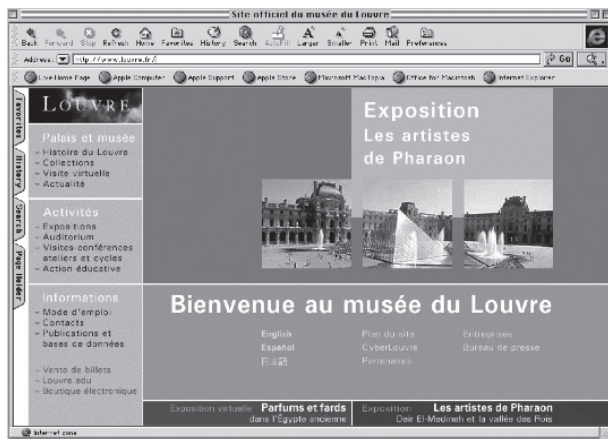 Site officiel du musée du Louvre
Back Forward Stop Refresh Home Favorites History Search AutoFill Larger Smaller Print Mail Preferences
Address: http://www.louvre.fr/ Go
Live Home Page Apple Computer Apple Support Apple Store Microsoft MacTopia Office for Macintosh Internet Explorer
Favorites
History
Search
Page Holder
LOUVRE
Palais et musée
- Histoire du Louvre
- Collections
- Visite virtuelle
- Actualité
Activités
- Expositions
- Auditorium
- Visites-conférences
ateliers et cycles
- Action éducative
Informations
- Mode d'emploi
- Contacts
- Publications et
bases de données
- Vente de billets
- Louvre.edu
- Boutique électronique
Exposition
Les artistes
de Pharaon
Bienvenue au musée du Louvre
English Plan du site Entreprises
Español CyberLouvre Bureau de presse
日本語 Partenaires
Exposition virtuelle Parfums et fards
dans l'Égypte ancienne
Exposition Les artistes de Pharaon
Deir El-Medineh et la vallée des Rois
Internet zone